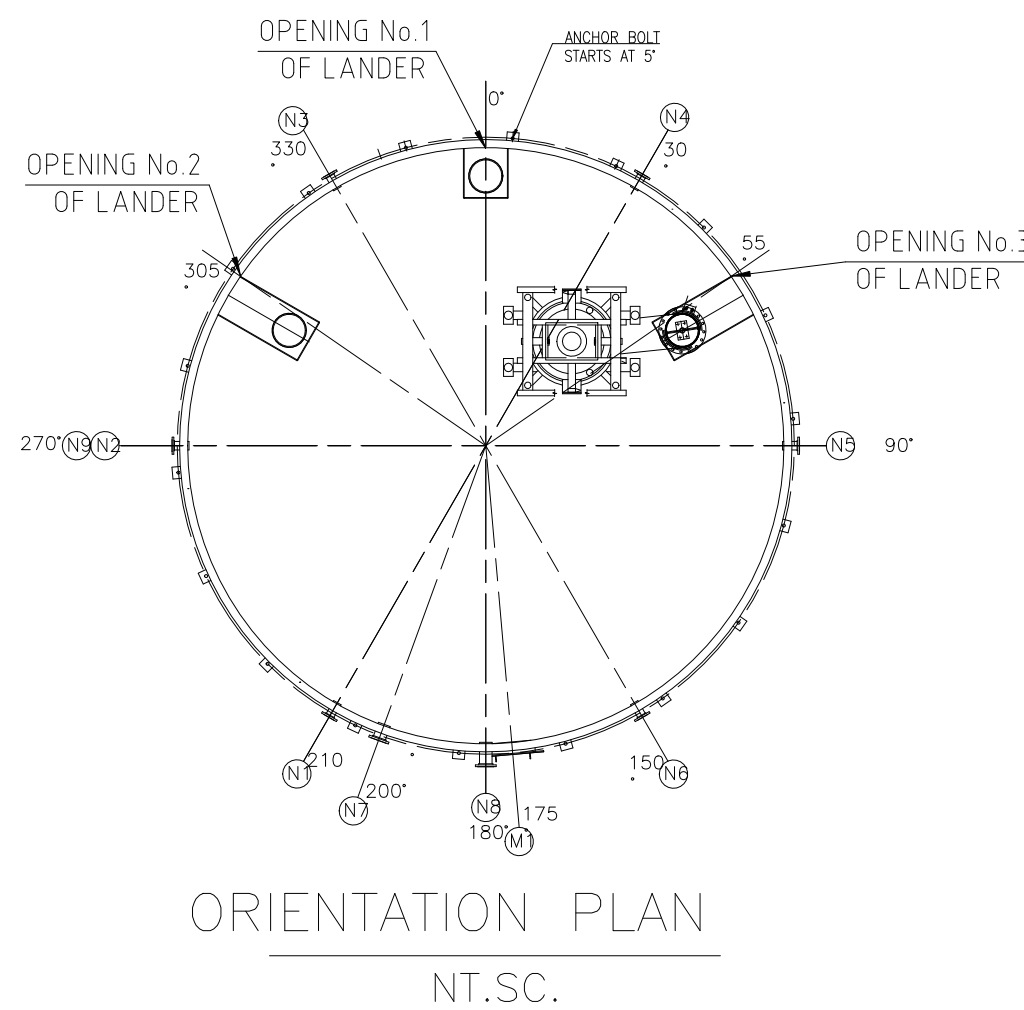 OPENING No.1
OF LANDER
ANCHOR BOLT
STARTS AT 5°
0°
N3
330°
N4
30°
OPENING No.2
OF LANDER
305°
55°
OPENING No.3
OF LANDER
270°
N9
N2
N5
90°
N1
210°
N7
200°
N8
180°
M1
175°
150°
N6
ORIENTATION PLAN
NT.SC.